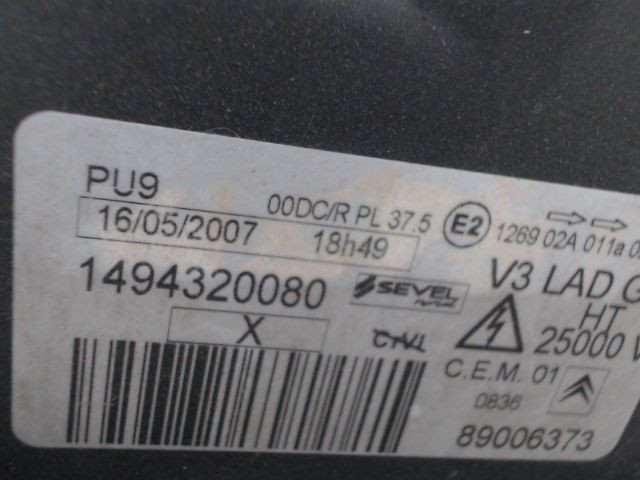 PU9
00DC/R PL 37.5 E2 1269 02A 011a
16/05/2007 18h49
1494320080 SEVEL V3 LAD
HT
X 25000
C.E.M. 01
0836
89006373